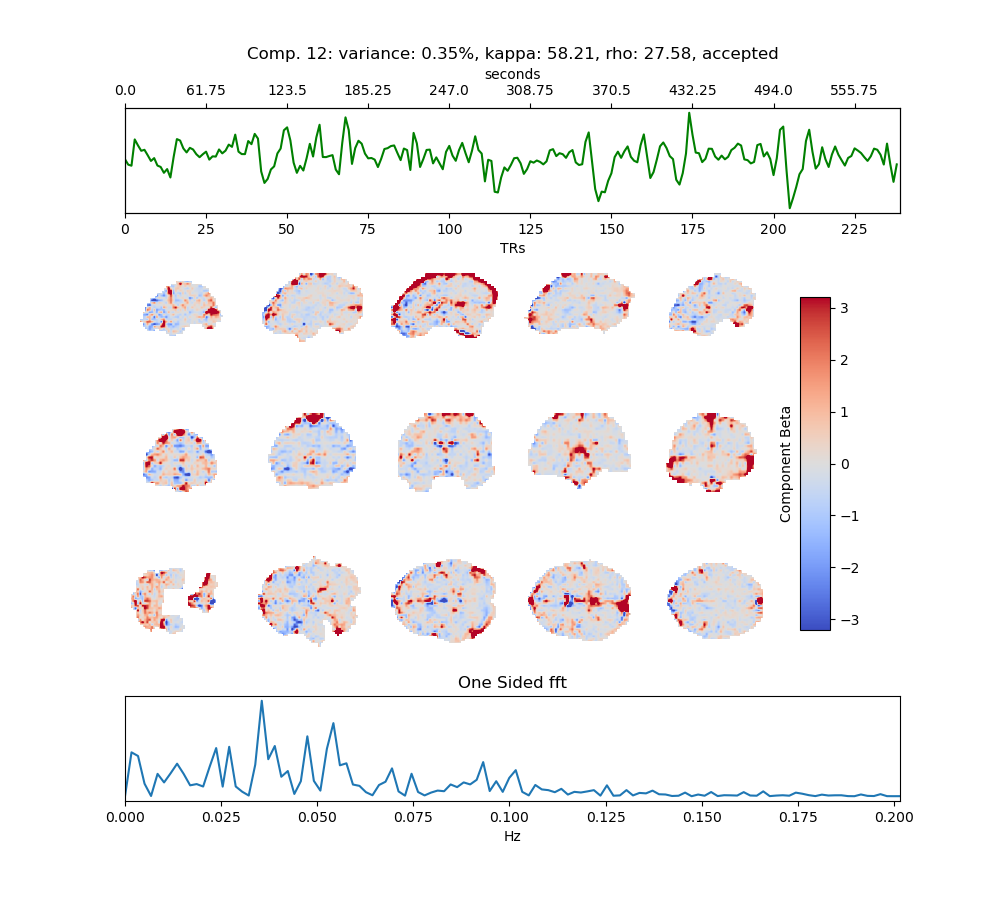 Comp. 12: variance: 0.35%, kappa: 58.21, rho: 27.58, accepted
seconds
0.0 61.75 123.5 185.25 247.0 308.75 370.5 432.25 494.0 555.75
0 25 50 75 100 125 150 175 200 225
TRs
3
2
1
0
−1
−2
−3
Component Beta
One Sided fft
0.000 0.025 0.050 0.075 0.100 0.125 0.150 0.175 0.200
Hz